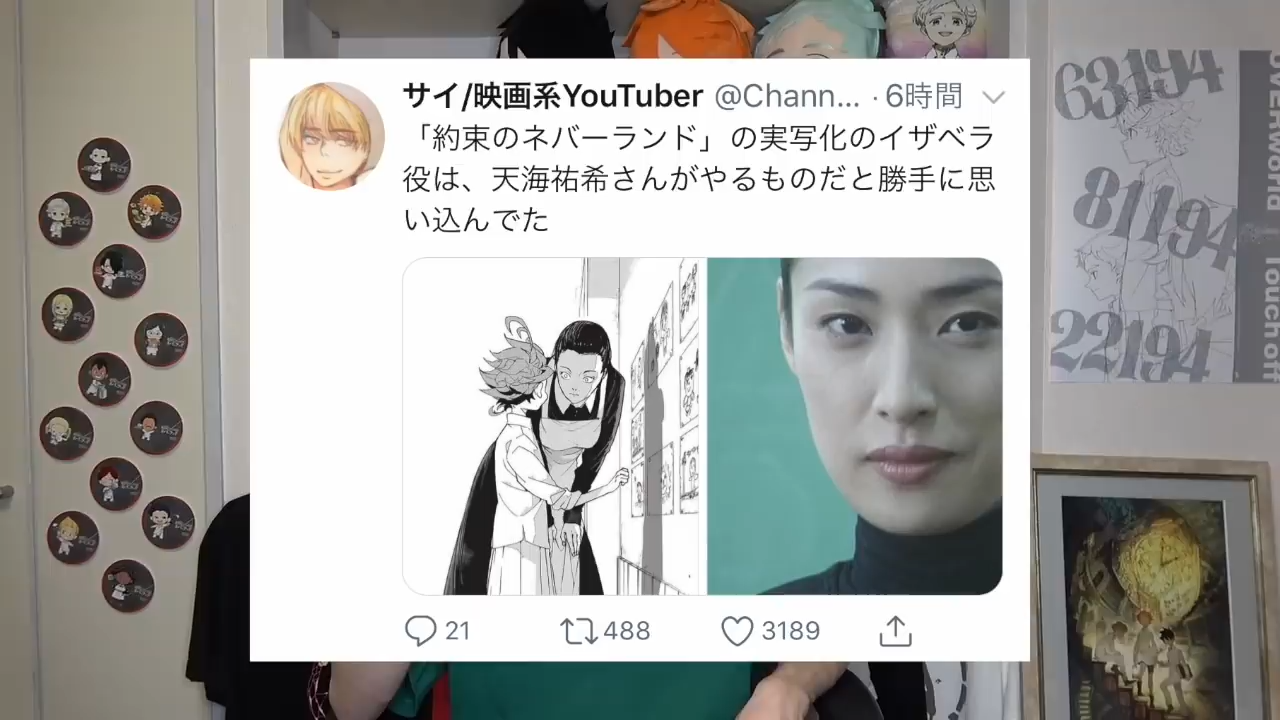 サイ/映画系YouTuber @Chann... · 6時間
「約束のネバーランド」の実写化のイザベラ
役は、天海祐希さんがやるものだと勝手に思
い込んでた
21 488 3189
63194
81194
22194
Touch off